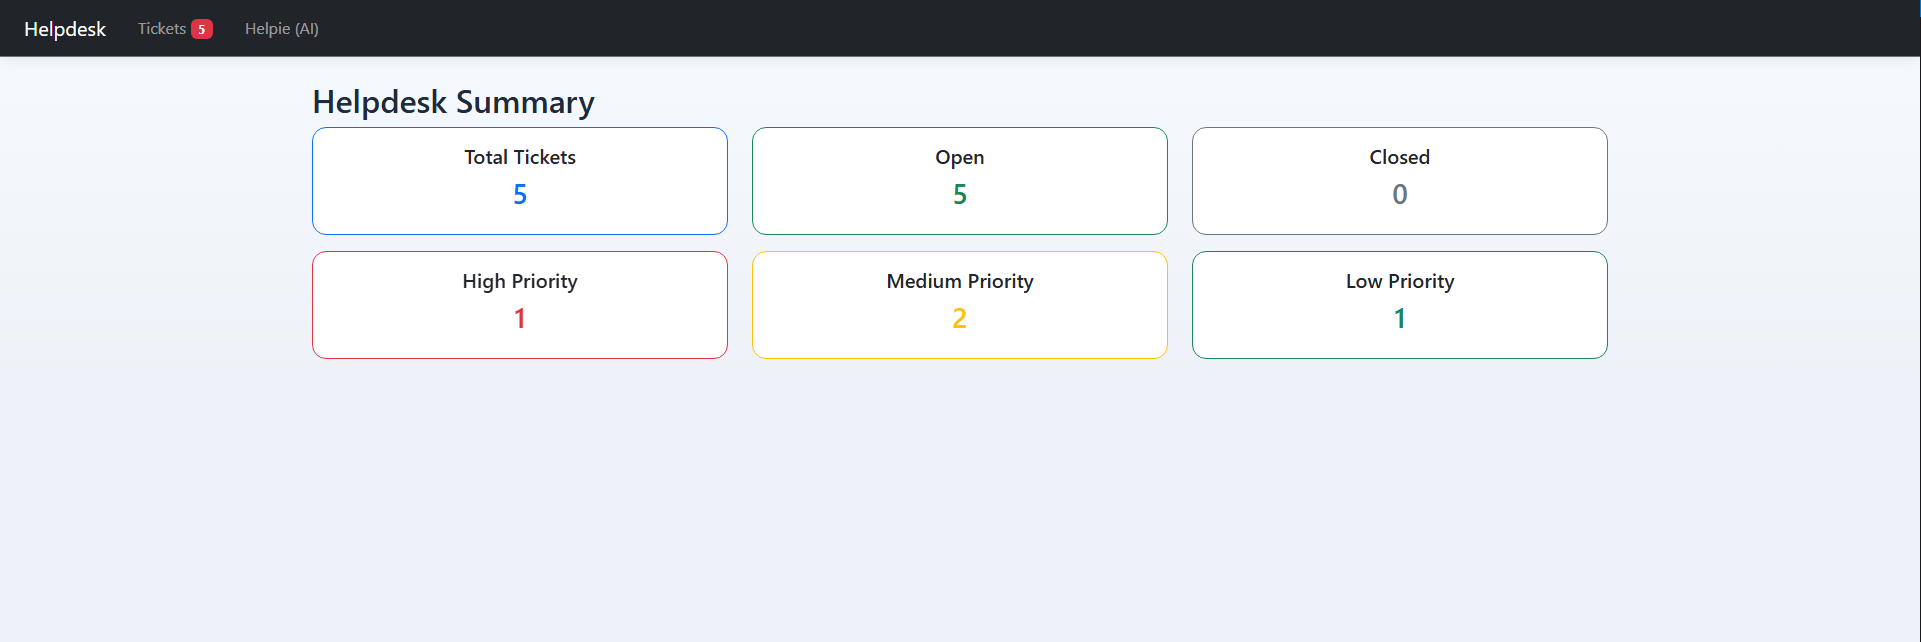 Helpdesk Tickets 5 Helpie (AI)
Helpdesk Summary
Total Tickets
5
Open
5
Closed
0
High Priority
1
Medium Priority
2
Low Priority
1